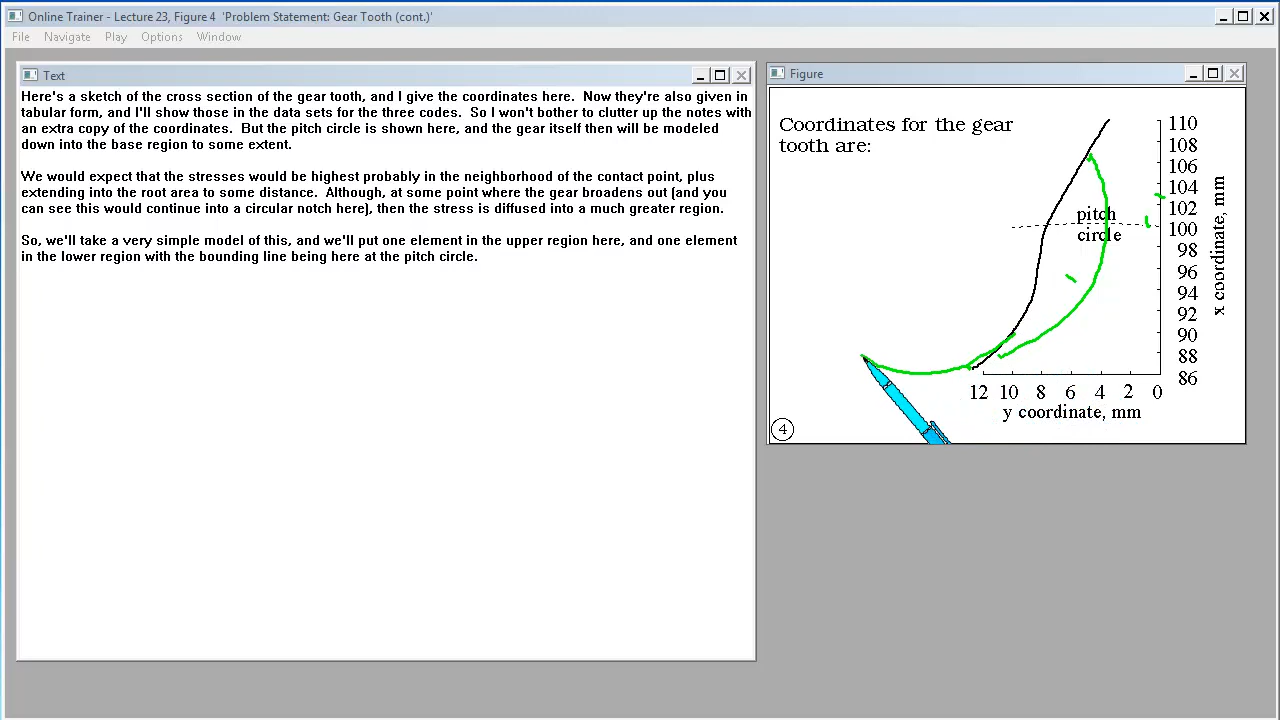 Online Trainer - Lecture 23, Figure 4 'Problem Statement: Gear Tooth (cont.)'
File Navigate Play Options Window
Text
Here's a sketch of the cross section of the gear tooth, and I give the coordinates here. Now they're also given in
tabular form, and I'll show those in the data sets for the three codes. So I won't bother to clutter up the notes with
an extra copy of the coordinates. But the pitch circle is shown here, and the gear itself then will be modeled
down into the base region to some extent.
We would expect that the stresses would be highest probably in the neighborhood of the contact point, plus
extending into the root area to some distance. Although, at some point where the gear broadens out (and you
can see this would continue into a circular notch here), then the stress is diffused into a much greater region.
So, we'll take a very simple model of this, and we'll put one element in the upper region here, and one element
in the lower region with the bounding line being here at the pitch circle.
Figure
Coordinates for the gear
tooth are:
110
108
106
104
102
100
98
96
94
92
90
88
86
x coordinate, mm
pitch
circle
12 10 8 6 4 2 0
y coordinate, mm
4